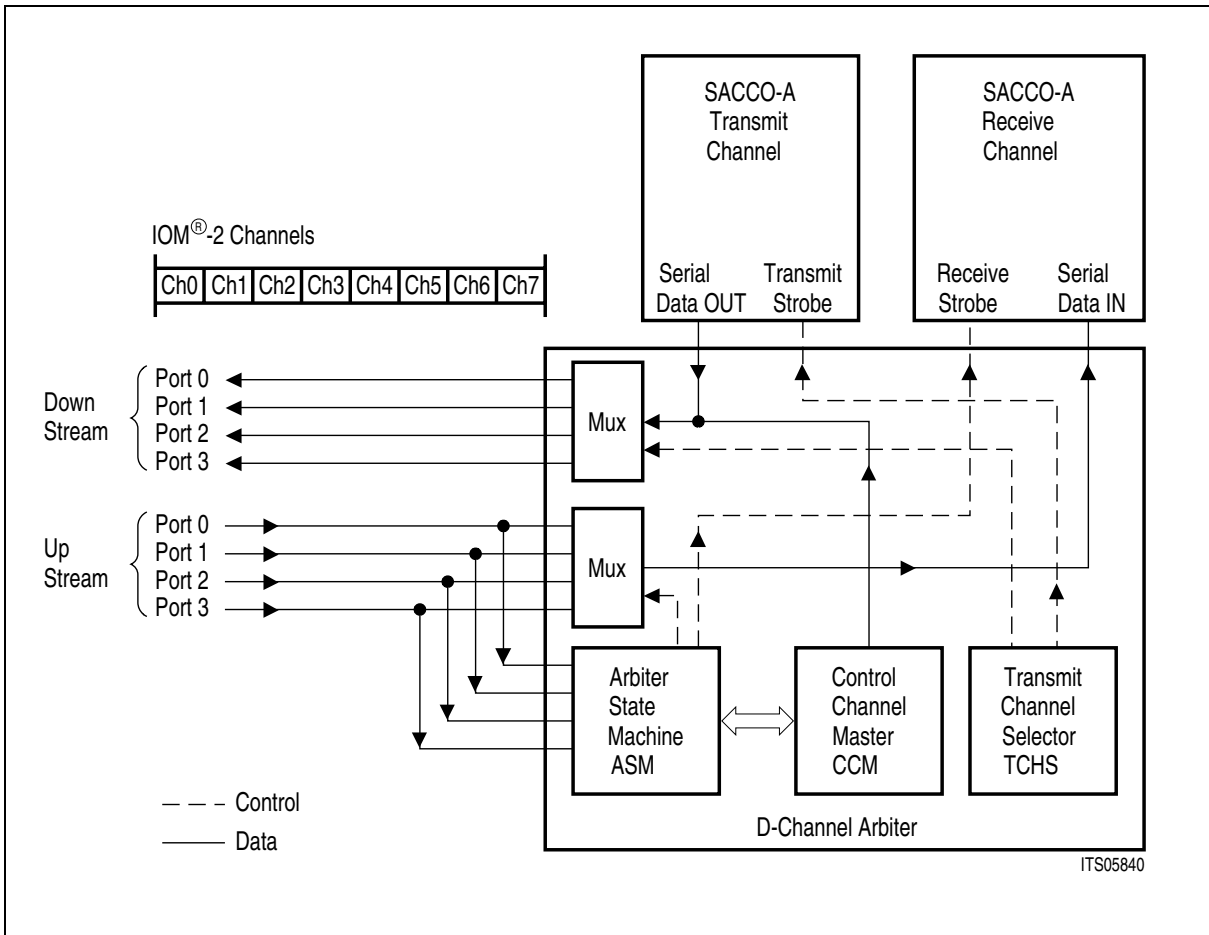 SACCO-A
Transmit
Channel
SACCO-A
Receive
Channel
IOM®-2 Channels
Ch0 Ch1 Ch2 Ch3 Ch4 Ch5 Ch6 Ch7
Serial
Data OUT
Transmit
Strobe
Receive
Strobe
Serial
Data IN
Down
Stream
Port 0
Port 1
Port 2
Port 3
Mux
Up
Stream
Port 0
Port 1
Port 2
Port 3
Mux
Arbiter
State
Machine
ASM
Control
Channel
Master
CCM
Transmit
Channel
Selector
TCHS
Control
Data
D-Channel Arbiter
ITS05840